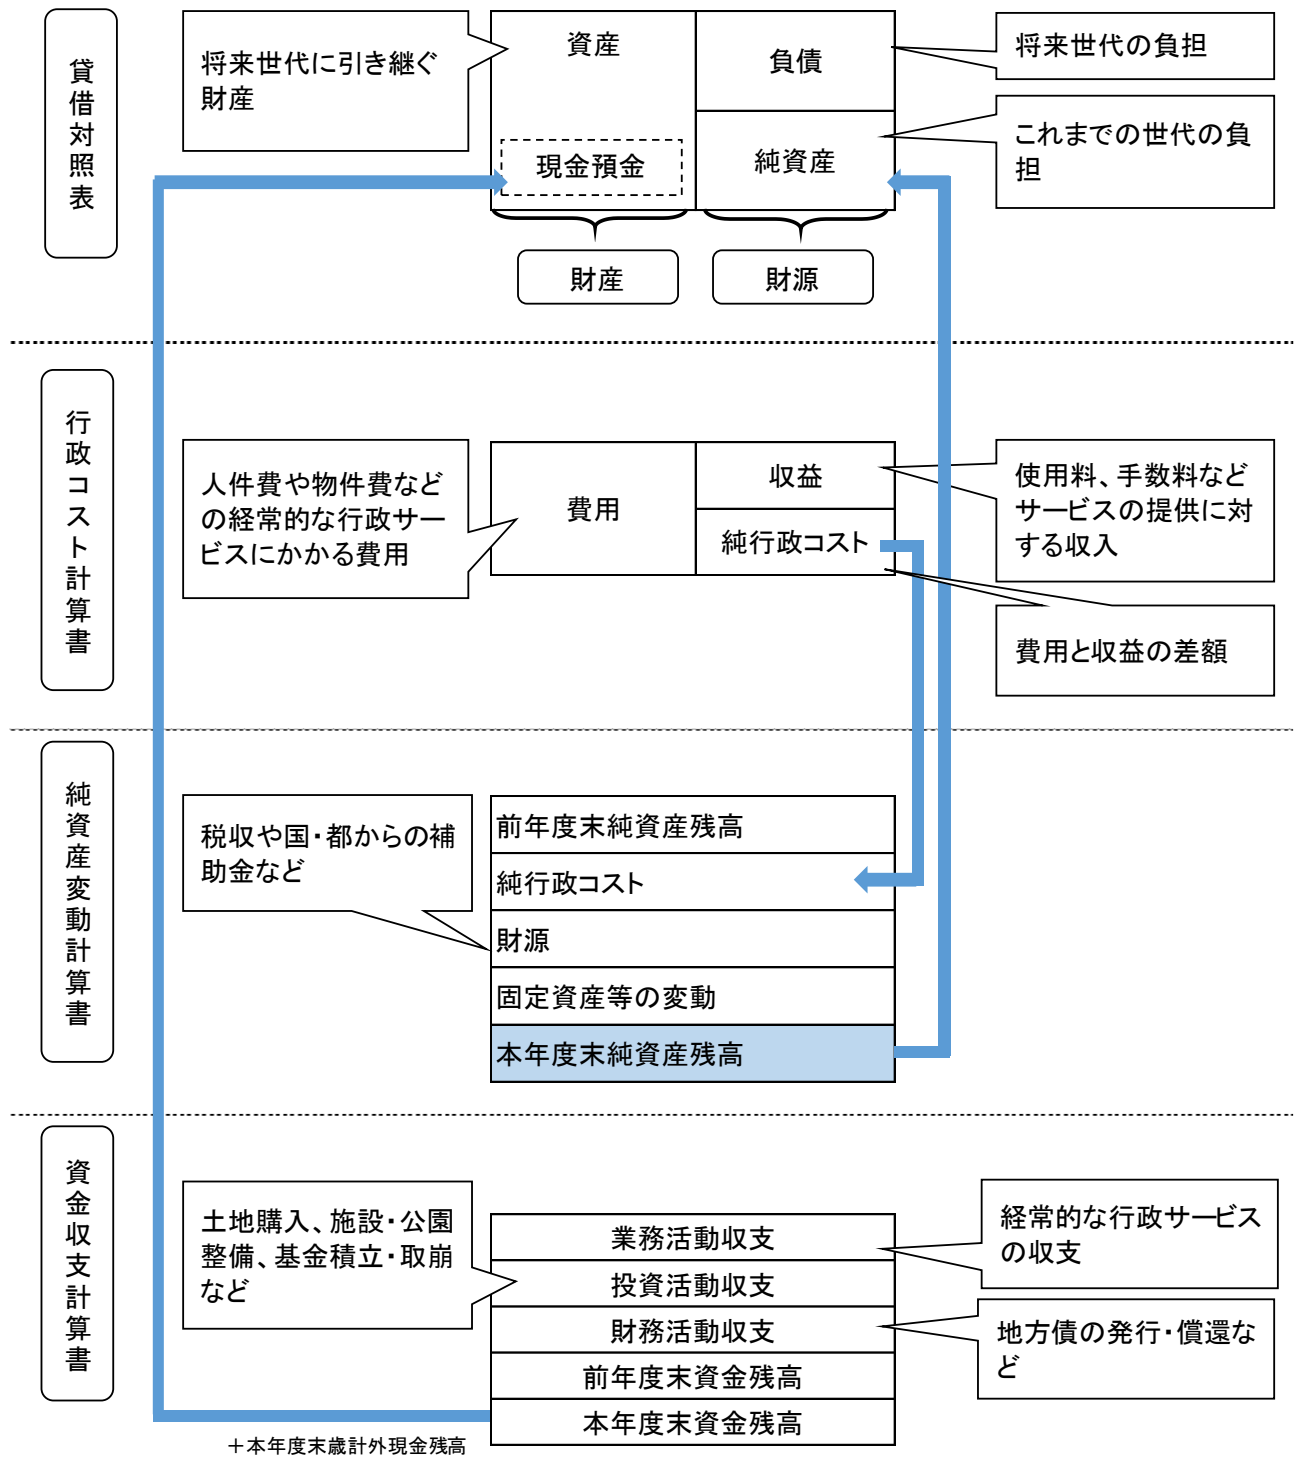 貸借対照表
将来世代に引き継ぐ
財産
資産
現金預金
負債
純資産
将来世代の負担
これまでの世代の負
担
財産
財源
行政コスト計算書
人件費や物件費など
の経常的な行政サー
ビスにかかる費用
費用
収益
純行政コスト
使用料、手数料など
サービスの提供に対
する収入
費用と収益の差額
純資産変動計算書
税収や国・都からの補
助金など
前年度末純資産残高
純行政コスト
財源
固定資産等の変動
本年度末純資産残高
資金収支計算書
土地購入、施設・公園
整備、基金積立・取崩
など
業務活動収支
投資活動収支
財務活動収支
前年度末資金残高
本年度末資金残高
経常的な行政サービス
の収支
地方債の発行・償還な
ど
＋本年度末歳計外現金残高